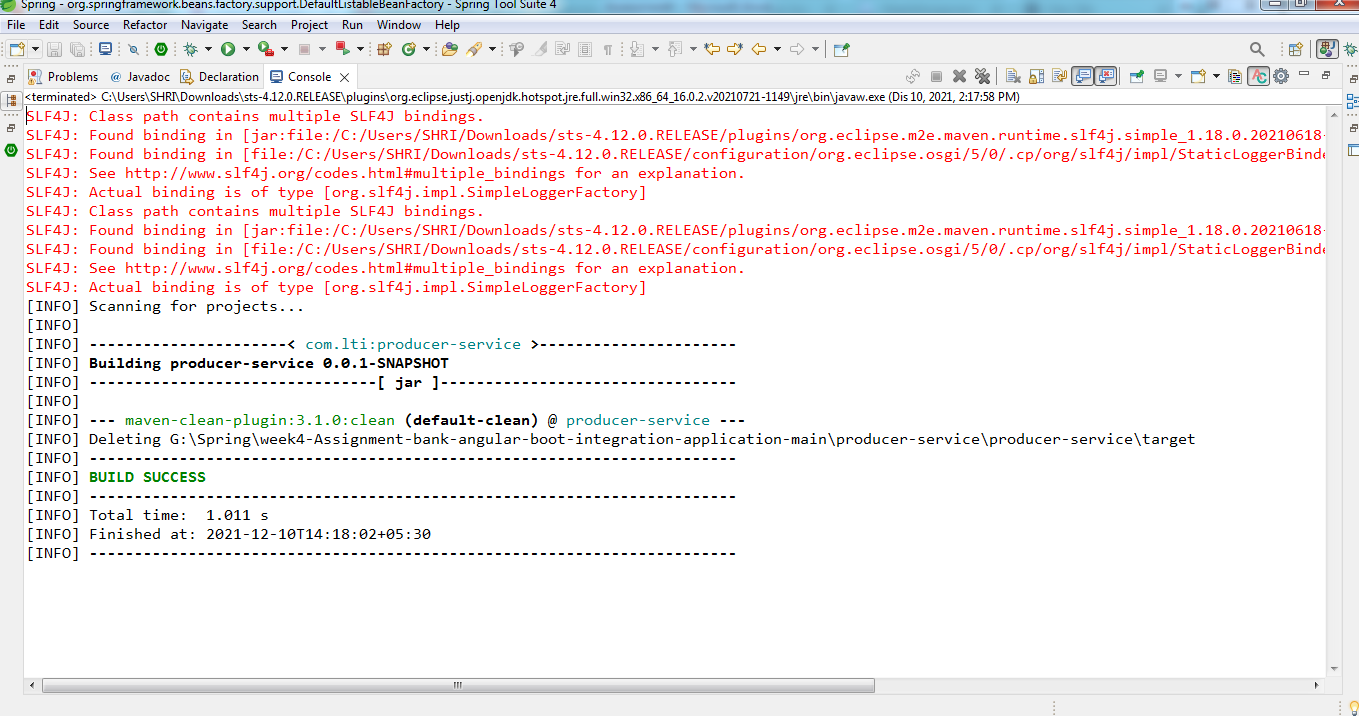 Spring - org.springframework.beans.factory.support.DefaultListableBeanFactory - Spring Tool Suite 4
File Edit Source Refactor Navigate Search Project Run Window Help
Problems @ Javadoc Declaration Console
<terminated> C:\Users\SHRI\Downloads\sts-4.12.0.RELEASE\plugins\org.eclipse.justj.openjdk.hotspot.jre.full.win32.x86_64_16.0.2.v20210721-1149\jre\bin\javaw.exe (Dis 10, 2021, 2:17:58 PM)
SLF4J: Class path contains multiple SLF4J bindings.
SLF4J: Found binding in [jar:file:/C:/Users/SHRI/Downloads/sts-4.12.0.RELEASE/plugins/org.eclipse.m2e.maven.runtime.slf4j.simple_1.18.0.20210618-
SLF4J: Found binding in [file:/C:/Users/SHRI/Downloads/sts-4.12.0.RELEASE/configuration/org.eclipse.osgi/5/0/.cp/org/slf4j/impl/StaticLoggerBinde
SLF4J: See http://www.slf4j.org/codes.html#multiple_bindings for an explanation.
SLF4J: Actual binding is of type [org.slf4j.impl.SimpleLoggerFactory]
SLF4J: Class path contains multiple SLF4J bindings.
SLF4J: Found binding in [jar:file:/C:/Users/SHRI/Downloads/sts-4.12.0.RELEASE/plugins/org.eclipse.m2e.maven.runtime.slf4j.simple_1.18.0.20210618-
SLF4J: Found binding in [file:/C:/Users/SHRI/Downloads/sts-4.12.0.RELEASE/configuration/org.eclipse.osgi/5/0/.cp/org/slf4j/impl/StaticLoggerBinde
SLF4J: See http://www.slf4j.org/codes.html#multiple_bindings for an explanation.
SLF4J: Actual binding is of type [org.slf4j.impl.SimpleLoggerFactory]
[INFO] Scanning for projects...
[INFO]
[INFO] ----------------------< com.lti:producer-service >----------------------
[INFO] Building producer-service 0.0.1-SNAPSHOT
[INFO] --------------------------------[ jar ]---------------------------------
[INFO]
[INFO] --- maven-clean-plugin:3.1.0:clean (default-clean) @ producer-service ---
[INFO] Deleting G:\Spring\week4-Assignment-bank-angular-boot-integration-application-main\producer-service\producer-service\target
[INFO] ------------------------------------------------------------------------
[INFO] BUILD SUCCESS
[INFO] ------------------------------------------------------------------------
[INFO] Total time:  1.011 s
[INFO] Finished at: 2021-12-10T14:18:02+05:30
[INFO] ------------------------------------------------------------------------